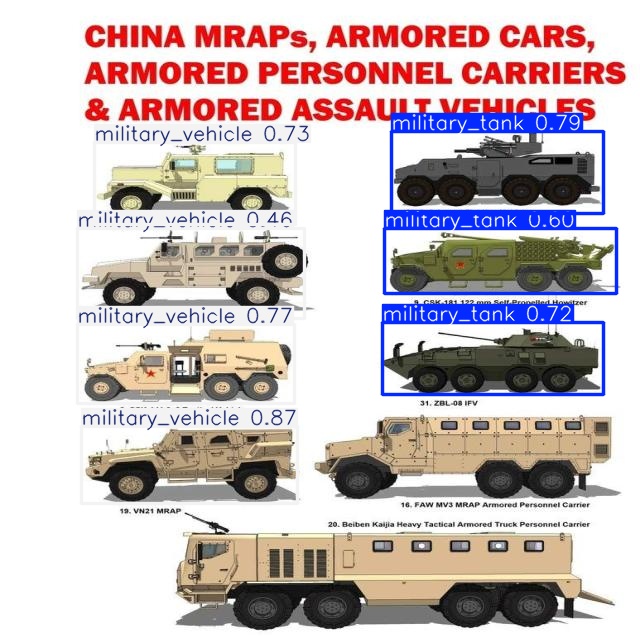 CHINA MRAPs, ARMORED CARS,
ARMORED PERSONNEL CARRIERS
& ARMORED ASSAULT VEHICLES
military_vehicle 0.73
military_tank 0.79
military_vehicle 0.46
military_tank 0.60
9. CSK-181 122 mm Self-Propelled Howitzer
military_vehicle 0.77
military_tank 0.72
31. ZBL-08 IFV
military_vehicle 0.87
19. VN21 MRAP
16. FAW MV3 MRAP Armored Personnel Carrier
20. Beiben Kaijia Heavy Tactical Armored Truck Personnel Carrier